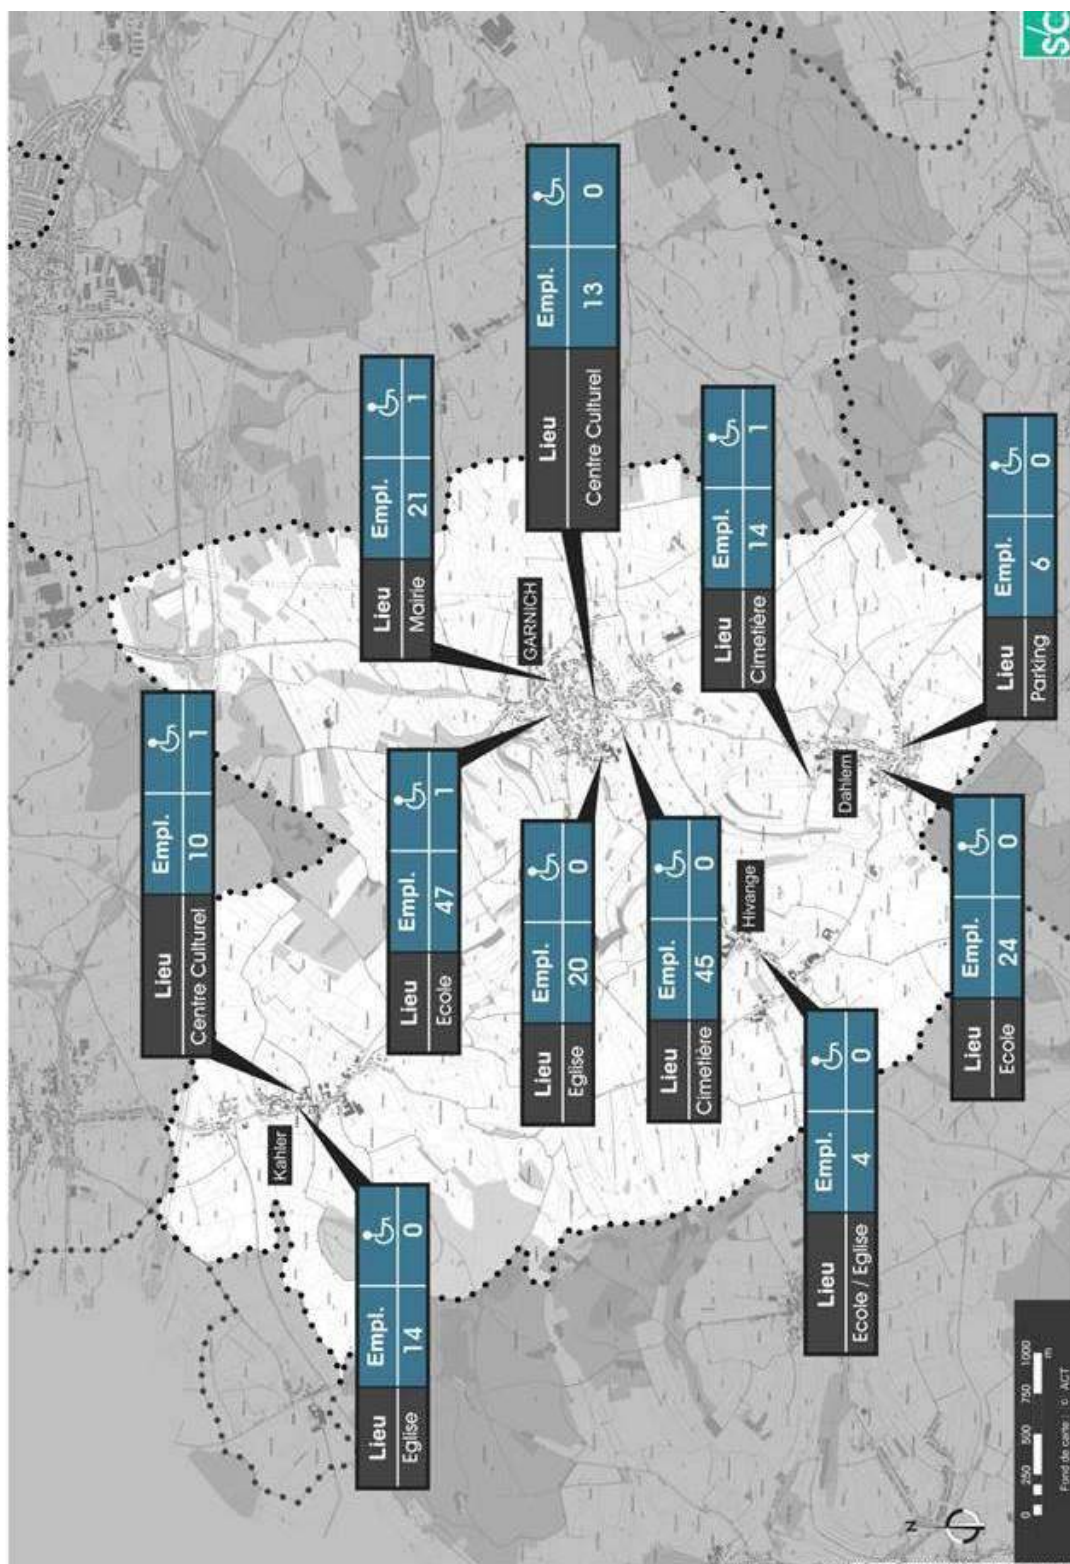 SC
Lieu Empl.
Centre Culturel 10 1
Lieu Empl.
Mairie 21 1
Lieu Empl.
Centre Culturel 13 0
Lieu Empl.
Ecole 47 1
Lieu Empl.
Eglise 20 0
Lieu Empl.
Cimetière 45 0
Lieu Empl.
Cimetière 14 1
Lieu Empl.
Parking 6 0
Lieu Empl.
Ecole 24 0
Lieu Empl.
Ecole / Eglise 4 0
Lieu Empl.
Eglise 14 0
Kahler
GARNICH
Hivange
Dahlem
N
0 250 500 750 1000
m
Fond de carte : © ACT